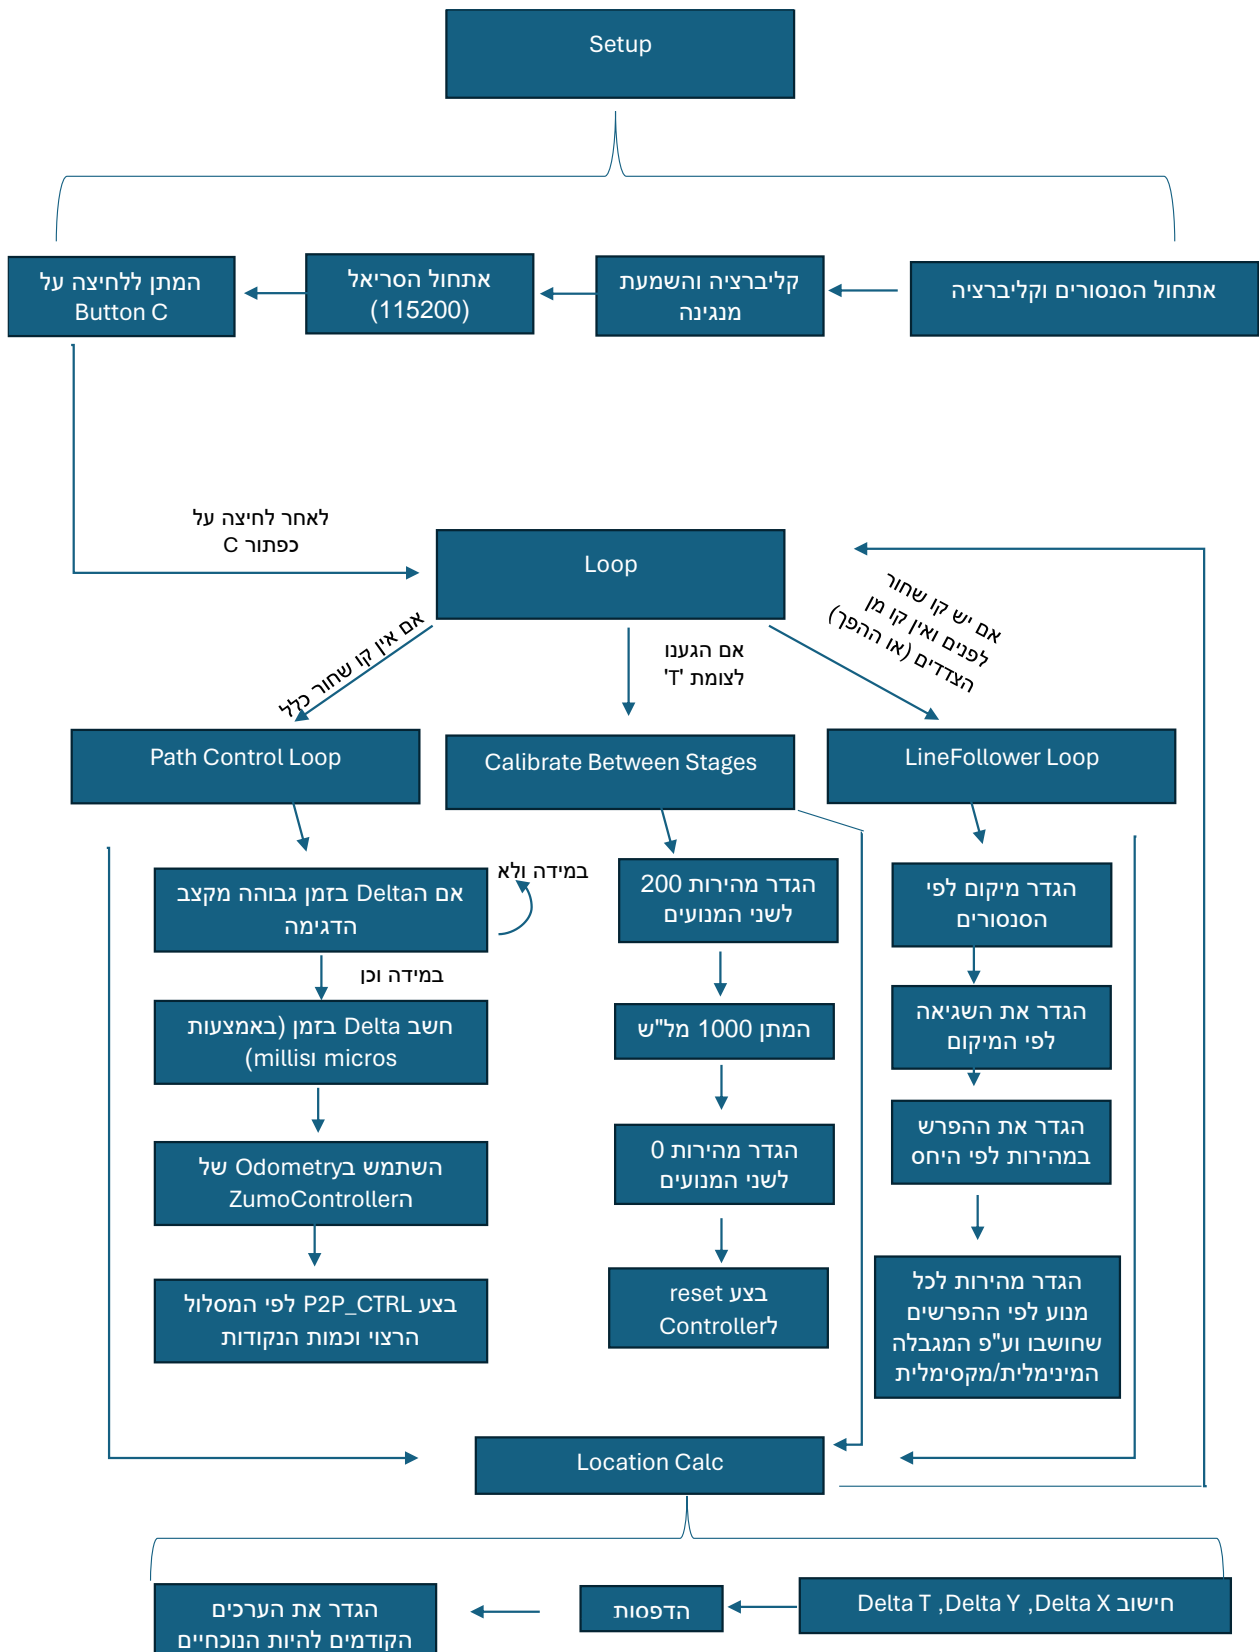 Setup
אתחול הסנסורים וקליברציה
קליברציה והשמעת
מנגינה
אתחול הסריאל
(115200)
המתן ללחיצה על
Button C
לאחר לחיצה על
כפתור C
Loop
אם יש קו שחור
לפנים ואין קו מן
הצדדים (או ההפך)
אם הגענו
לצומת 'T'
אם אין קו שחור כלל
LineFollower Loop
Calibrate Between Stages
Path Control Loop
הגדר מיקום לפי
הסנסורים
הגדר את השגיאה
לפי המיקום
הגדר את ההפרש
במהירות לפי היחס
הגדר מהירות לכל
מנוע לפי ההפרשים
שחושבו וע"פ המגבלה
המינימלית/מקסימלית
הגדר מהירות 200
לשני המנועים
המתן 1000 מל"ש
הגדר מהירות 0
לשני המנועים
בצע reset
לController
אם הDelta בזמן גבוהה מקצב
הדגימה
במידה ולא
במידה וכן
חשב Delta בזמן (באמצעות
micros וmillis)
השתמש בOdometry של
הZumoController
בצע P2P_CTRL לפי המסלול
הרצוי וכמות הנקודות
Location Calc
חישוב Delta T ,Delta Y ,Delta X
הדפסות
הגדר את הערכים
הקודמים להיות הנוכחיים